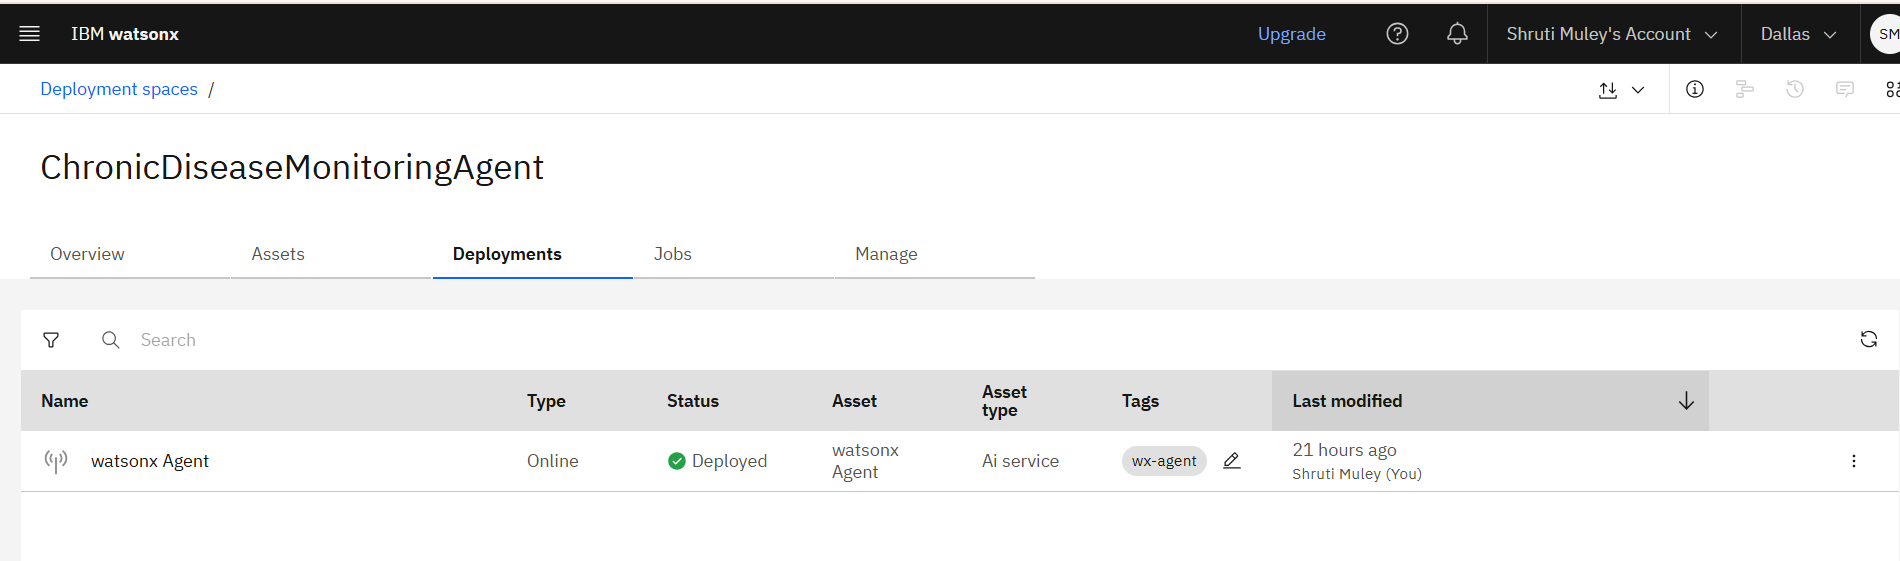 IBM watsonx Upgrade Shruti Muley's Account Dallas SM
Deployment spaces /
ChronicDiseaseMonitoringAgent
Overview Assets Deployments Jobs Manage
Search
Name Type Status Asset Asset type Tags Last modified
watsonx Agent Online Deployed watsonx Agent Ai service wx-agent 21 hours ago
Shruti Muley (You)